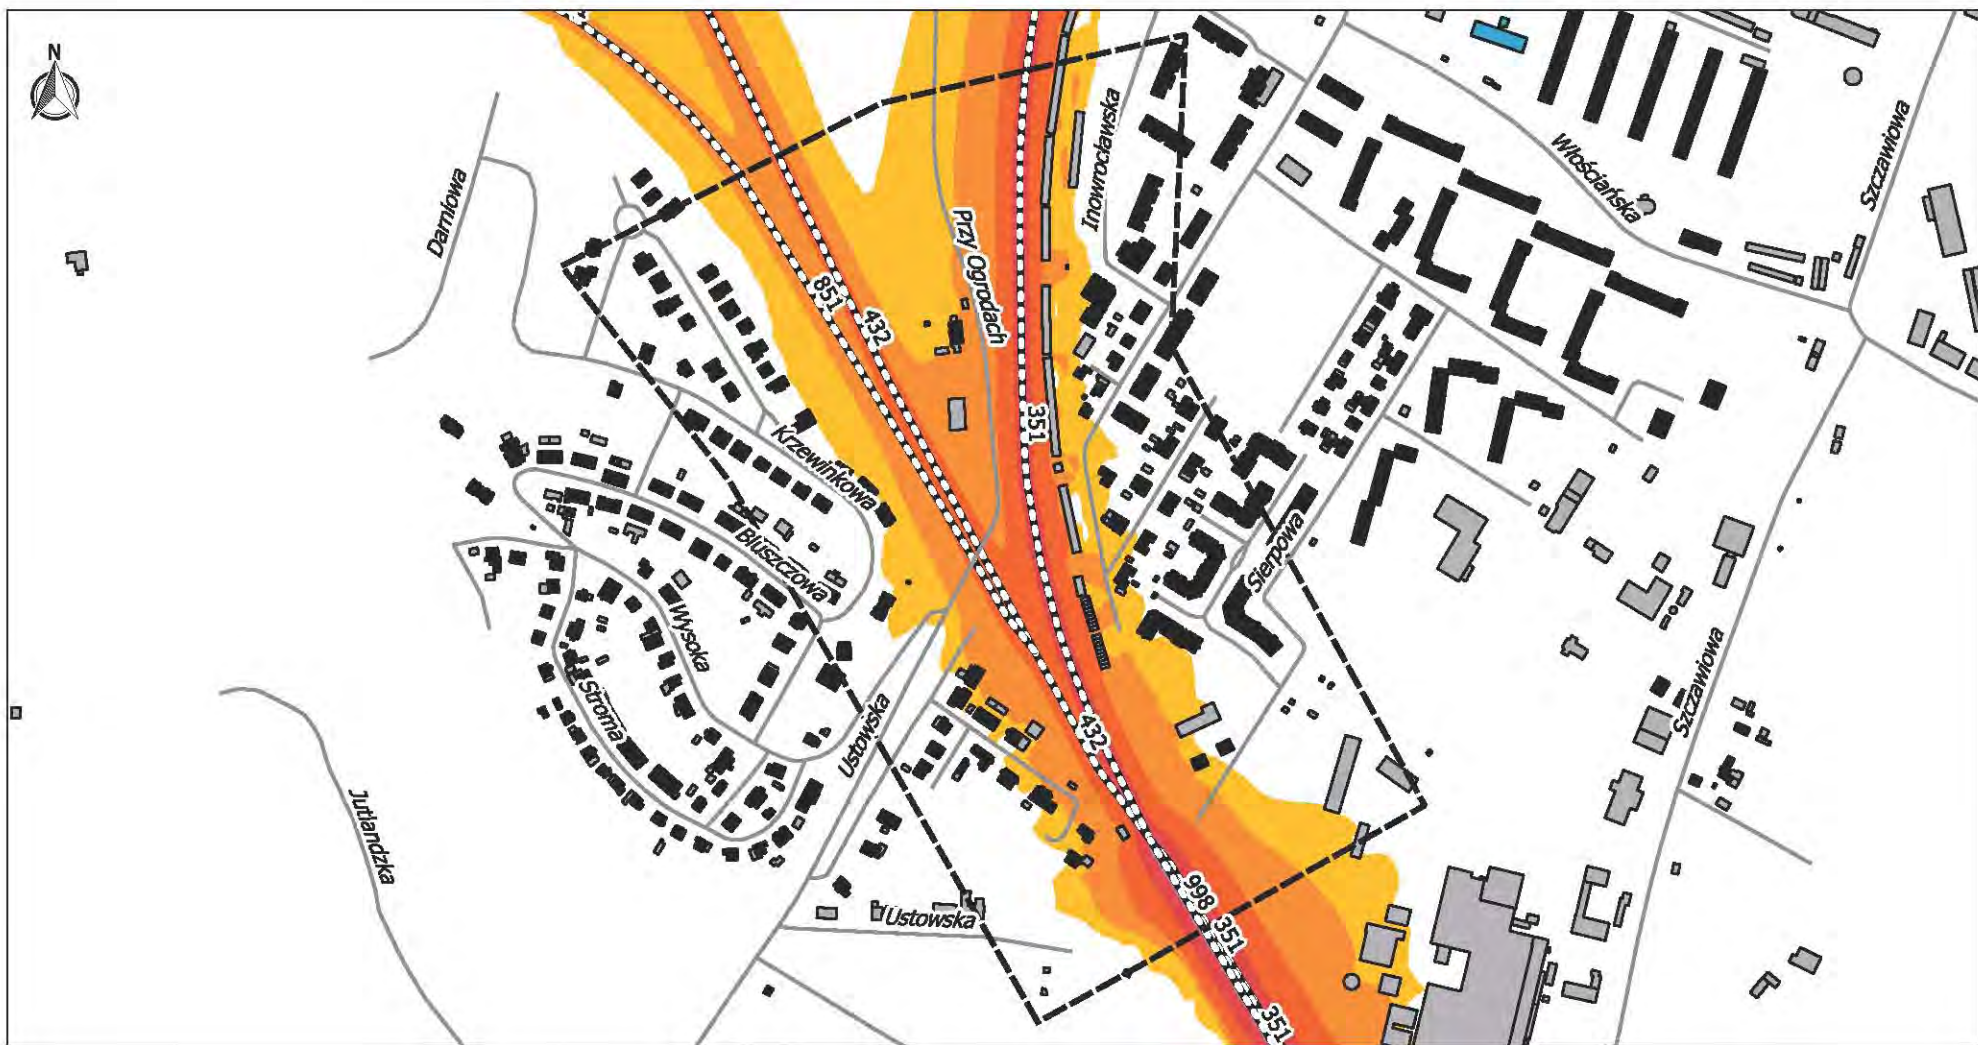 N
Darniowa
Inowrocławska
Włościańska
Szczawiowa
Przy Ogrodach
851
432
351
Krzewinkowa
Bluszczowa
Sierpowa
Wysoka
Stroma
Ustowska
432
Szczawiowa
Jutlandzka
Ustowska
998
351
351